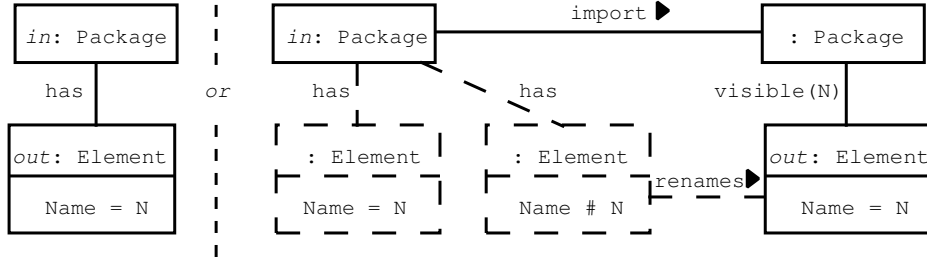 import ▶
in: Package
in: Package
: Package
has
or
has
has
visible(N)
out: Element
: Element
: Element
out: Element
renames▶
Name = N
Name = N
Name # N
Name = N